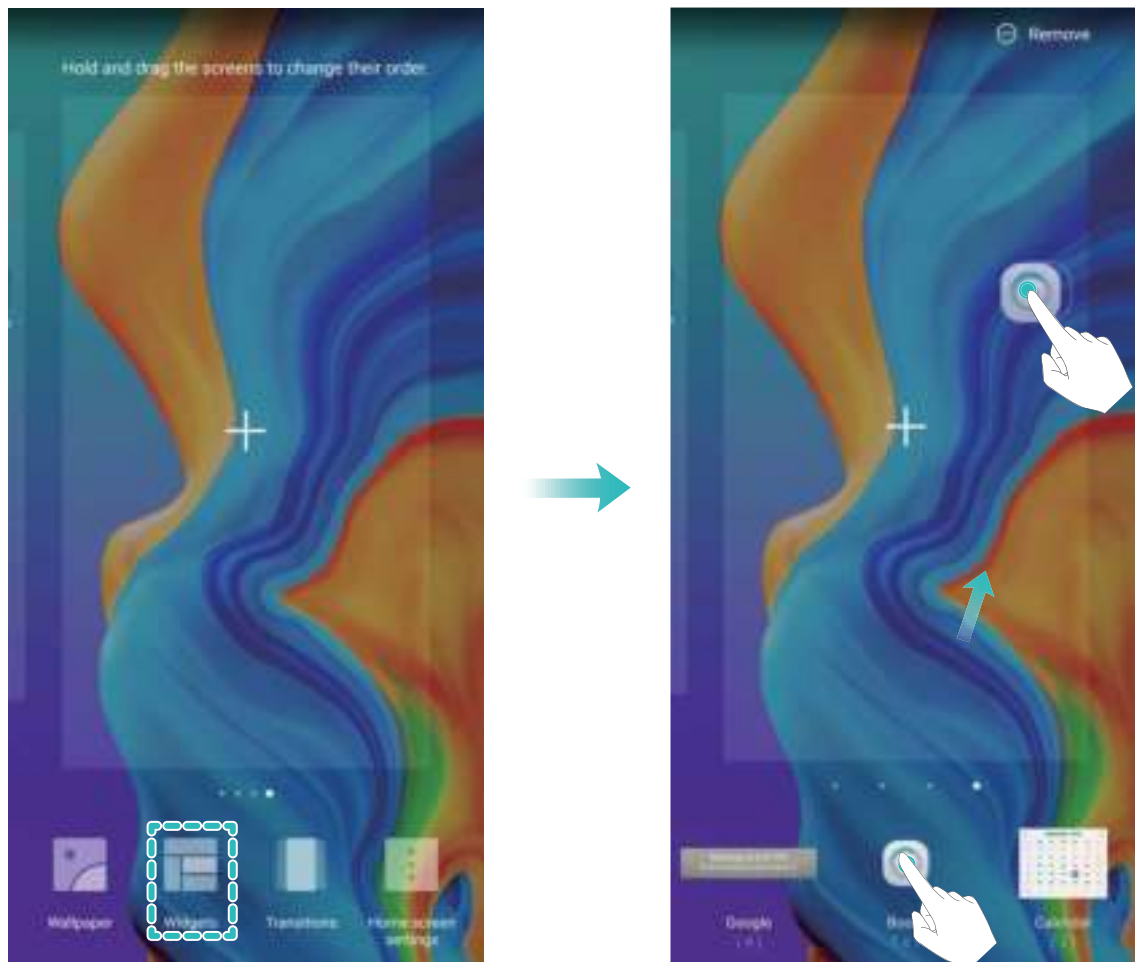 Hold and drag the screens to change their order.
Wallpaper
Widgets
Transitions
Home screen
settings
Remove
Google
Calendar